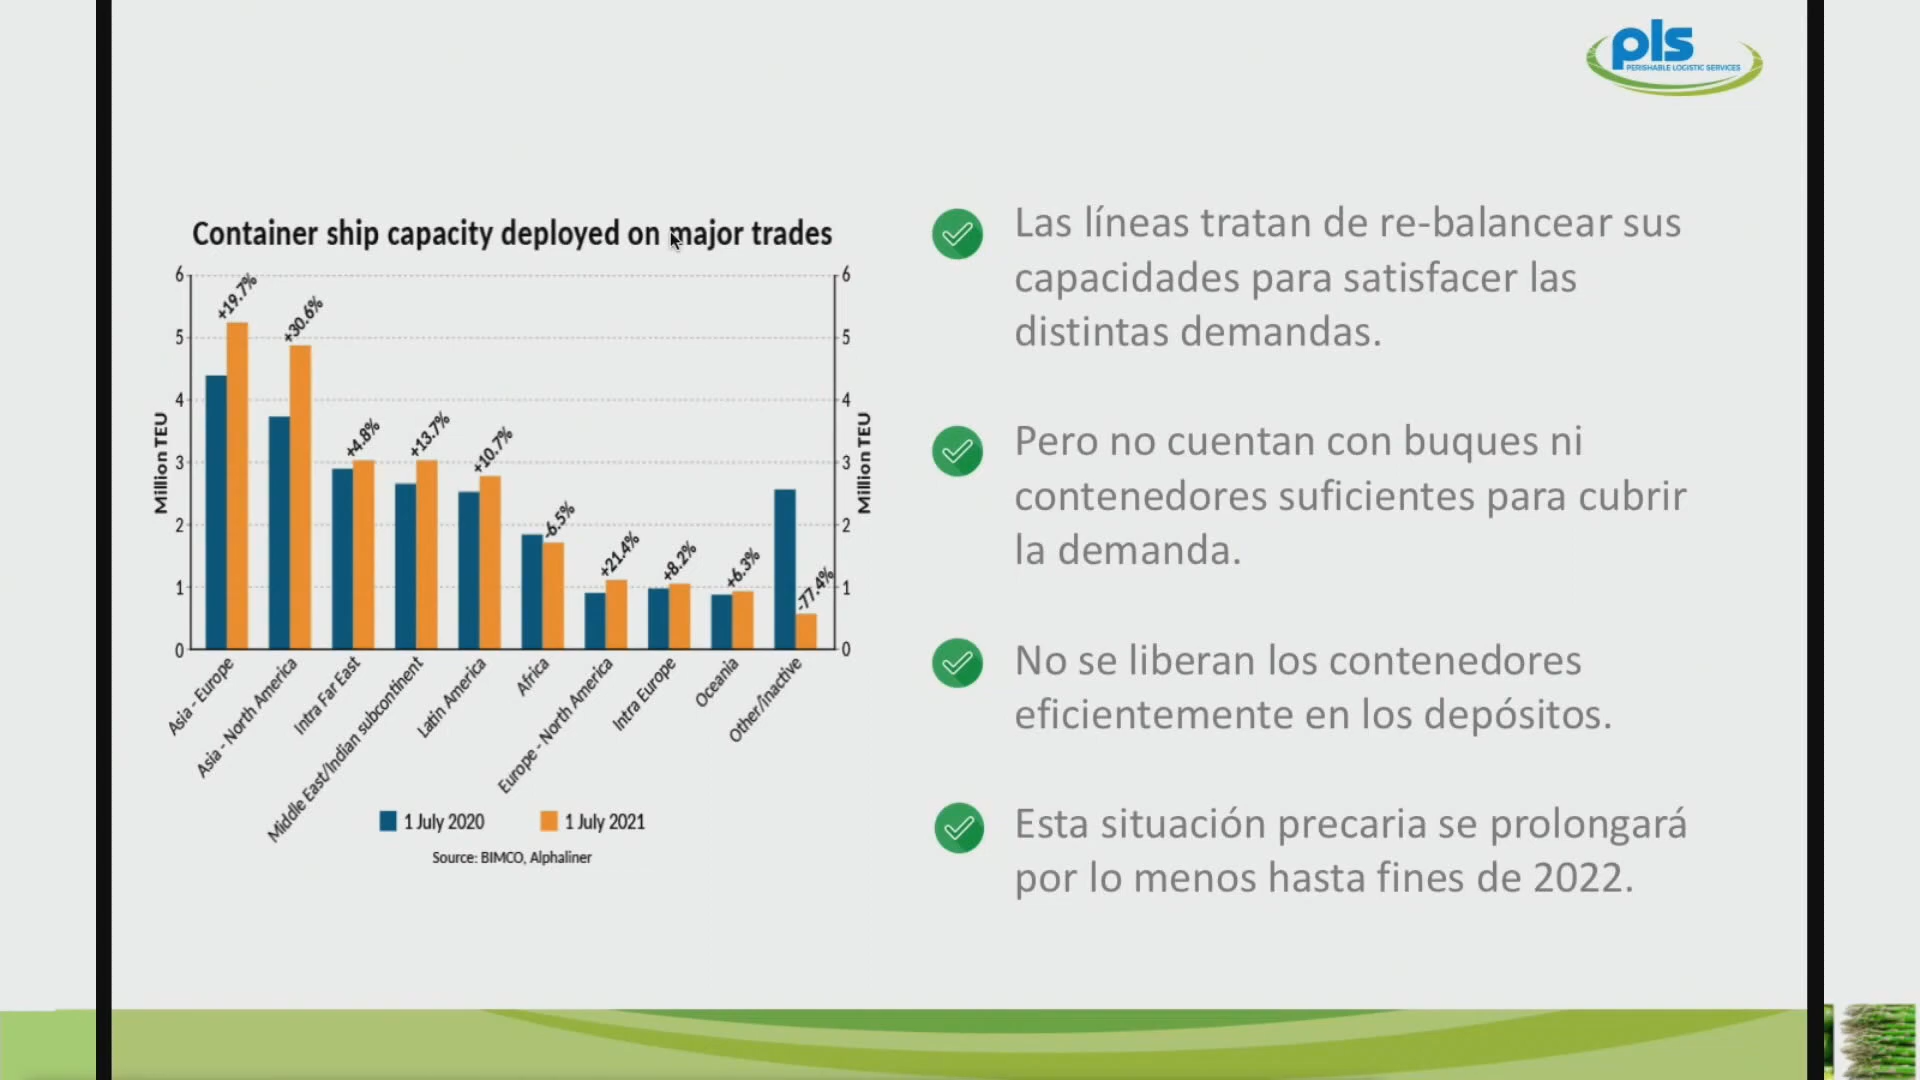 pls
PERISHABLE LOGISTIC SERVICES
Container ship capacity deployed on major trades
6
5
4
3
2
1
0
Million TEU
+19.7%
+30.6%
+4.8%
+13.7%
+10.7%
-6.5%
+21.4%
+8.2%
+6.3%
-77.4%
6
5
4
3
2
1
0
Million TEU
Asia - Europe
Asia - North America
Intra Far East
Middle East/Indian subcontinent
Latin America
Africa
Europe - North America
Intra Europe
Oceania
Other/inactive
1 July 2020
1 July 2021
Source: BIMCO, Alphaliner
Las líneas tratan de re-balancear sus
capacidades para satisfacer las
distintas demandas.
Pero no cuentan con buques ni
contenedores suficientes para cubrir
la demanda.
No se liberan los contenedores
eficientemente en los depósitos.
Esta situación precaria se prolongará
por lo menos hasta fines de 2022.